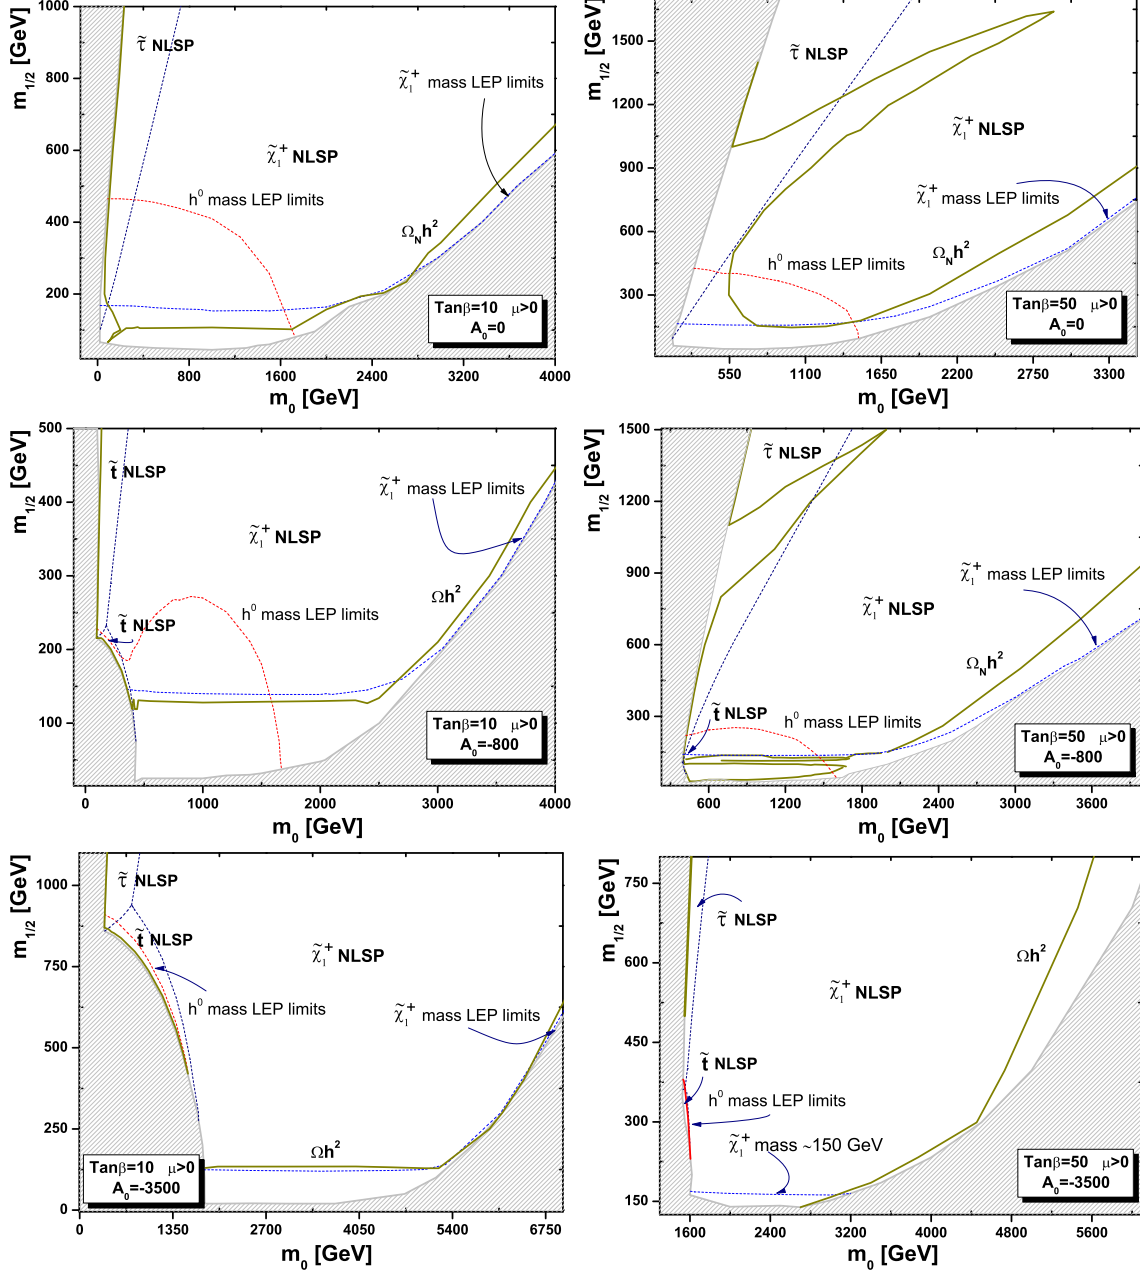 m1/2 [GeV]
1000
800
600
400
200
0
800
1600
2400
3200
4000
m0 [GeV]
τ̃ NLSP
χ̃1+ mass LEP limits
χ̃1+ NLSP
h0 mass LEP limits
ΩNh2
Tanβ=10 μ>0
A0=0
m1/2 [GeV]
1500
1200
900
600
300
550
1100
1650
2200
2750
3300
m0 [GeV]
τ̃ NLSP
χ̃1+ NLSP
χ̃1+ mass LEP limits
h0 mass LEP limits
ΩNh2
Tanβ=50 μ>0
A0=0
m1/2 [GeV]
500
400
300
200
100
0
1000
2000
3000
4000
m0 [GeV]
t̃ NLSP
χ̃1+ mass LEP limits
χ̃1+ NLSP
Ωh2
h0 mass LEP limits
t̃ NLSP
Tanβ=10 μ>0
A0=-800
m1/2 [GeV]
1500
1200
900
600
300
600
1200
1800
2400
3000
3600
m0 [GeV]
τ̃ NLSP
χ̃1+ mass LEP limits
χ̃1+ NLSP
ΩNh2
t̃ NLSP
h0 mass LEP limits
Tanβ=50 μ>0
A0=-800
m1/2 [GeV]
1000
750
500
250
0
0
1350
2700
4050
5400
6750
m0 [GeV]
τ̃ NLSP
t̃ NLSP
χ̃1+ NLSP
h0 mass LEP limits
χ̃1+ mass LEP limits
Ωh2
Tanβ=10 μ>0
A0=-3500
m1/2 [GeV]
750
600
450
300
150
1600
2400
3200
4000
4800
5600
m0 [GeV]
τ̃ NLSP
Ωh2
χ̃1+ NLSP
t̃ NLSP
h0 mass LEP limits
χ̃1+ mass ~150 GeV
Tanβ=50 μ>0
A0=-3500